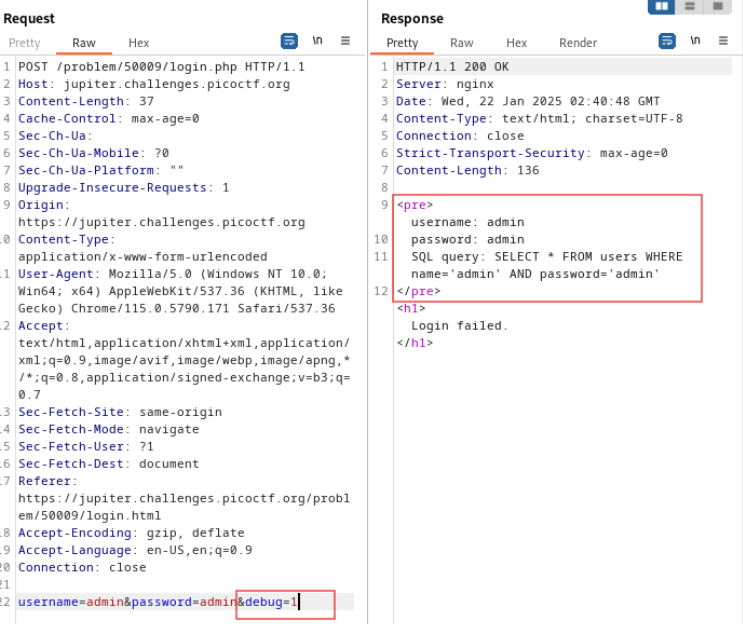 Request
Pretty Raw Hex \n
1 POST /problem/50009/login.php HTTP/1.1
2 Host: jupiter.challenges.picoctf.org
3 Content-Length: 37
4 Cache-Control: max-age=0
5 Sec-Ch-Ua:
6 Sec-Ch-Ua-Mobile: ?0
7 Sec-Ch-Ua-Platform: ""
8 Upgrade-Insecure-Requests: 1
9 Origin:
https://jupiter.challenges.picoctf.org
10 Content-Type:
application/x-www-form-urlencoded
11 User-Agent: Mozilla/5.0 (Windows NT 10.0;
Win64; x64) AppleWebKit/537.36 (KHTML, like
Gecko) Chrome/115.0.5790.171 Safari/537.36
12 Accept:
text/html,application/xhtml+xml,application/
xml;q=0.9,image/avif,image/webp,image/apng,*
/*;q=0.8,application/signed-exchange;v=b3;q=
0.7
13 Sec-Fetch-Site: same-origin
14 Sec-Fetch-Mode: navigate
15 Sec-Fetch-User: ?1
16 Sec-Fetch-Dest: document
17 Referer:
https://jupiter.challenges.picoctf.org/probl
em/50009/login.html
18 Accept-Encoding: gzip, deflate
19 Accept-Language: en-US,en;q=0.9
20 Connection: close
21
22 username=admin&password=admin&debug=1
Response
Pretty Raw Hex Render \n
1 HTTP/1.1 200 OK
2 Server: nginx
3 Date: Wed, 22 Jan 2025 02:40:48 GMT
4 Content-Type: text/html; charset=UTF-8
5 Connection: close
6 Strict-Transport-Security: max-age=0
7 Content-Length: 136
8
9 <pre>
username: admin
10 password: admin
11 SQL query: SELECT * FROM users WHERE
name='admin' AND password='admin'
12 </pre>
<h1>
Login failed.
</h1>